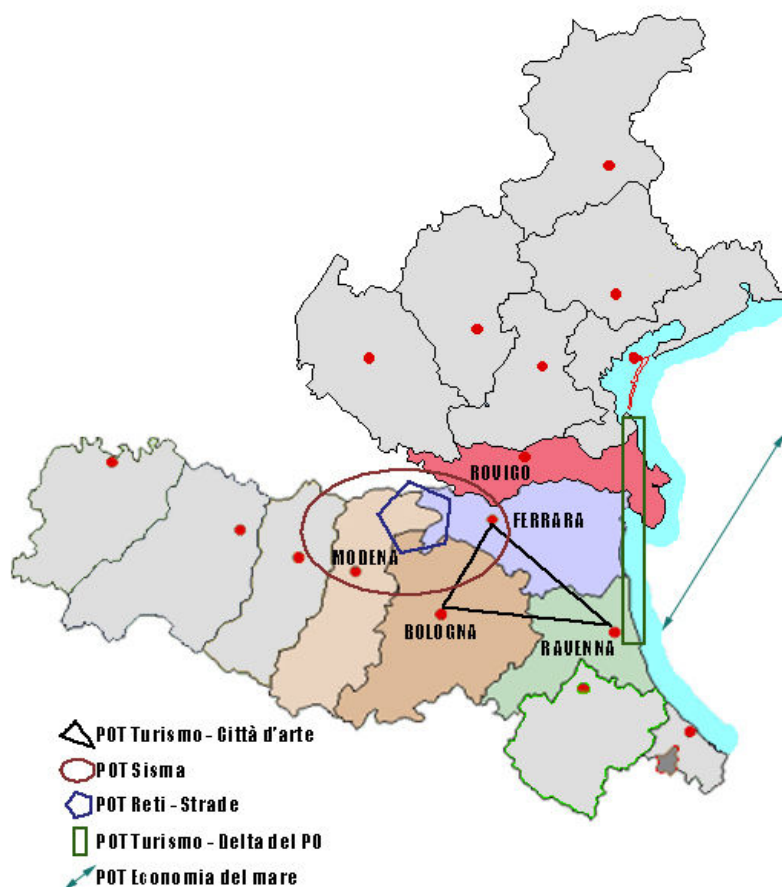 ROVIGO
FERRARA
MODENA
BOLOGNA
RAVENNA
POT Turismo - Città d'arte
POT Sisma
POT Reti - Strade
POT Turismo - Delta del PO
POT Economia del mare